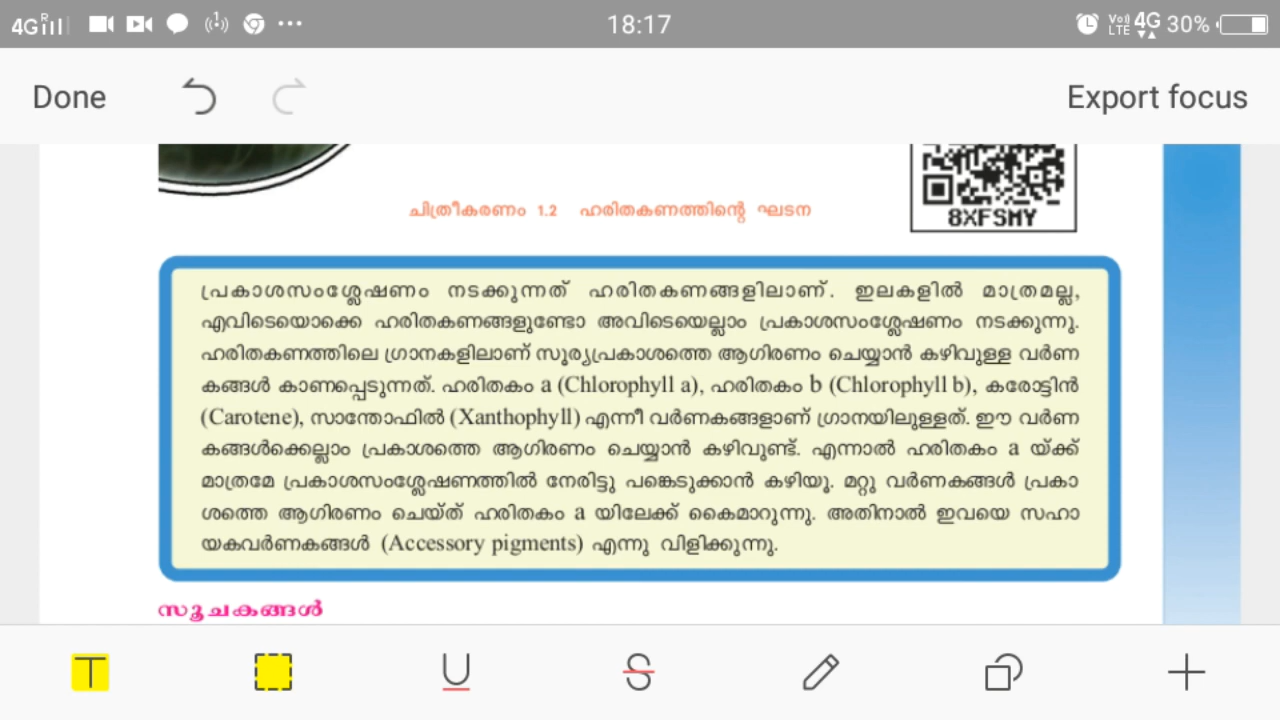 4G R
18:17
Vo) LTE 4G 30%
Done
Export focus
8XFSMY
ചിത്രീകരണം 1.2 ഹരിതകണത്തിന്റെ ഘടന
പ്രകാശസംശ്ലേഷണം നടക്കുന്നത് ഹരിതകണങ്ങളിലാണ്. ഇലകളിൽ മാത്രമല്ല,
എവിടെയൊക്കെ ഹരിതകണങ്ങളുണ്ടോ അവിടെയെല്ലാം പ്രകാശസംശ്ലേഷണം നടക്കുന്നു.
ഹരിതകണത്തിലെ ഗ്രാനകളിലാണ് സൂര്യപ്രകാശത്തെ ആഗിരണം ചെയ്യാൻ കഴിവുള്ള വർണ
കങ്ങൾ കാണപ്പെടുന്നത്. ഹരിതകം a (Chlorophyll a), ഹരിതകം b (Chlorophyll b), കരോട്ടിൻ
(Carotene), സാന്തോഫിൽ (Xanthophyll) എന്നീ വർണകങ്ങളാണ് ഗ്രാനയിലുള്ളത്. ഈ വർണ
കങ്ങൾക്കെല്ലാം പ്രകാശത്തെ ആഗിരണം ചെയ്യാൻ കഴിവുണ്ട്. എന്നാൽ ഹരിതകം a യ്ക്ക്
മാത്രമേ പ്രകാശസംശ്ലേഷണത്തിൽ നേരിട്ടു പങ്കെടുക്കാൻ കഴിയൂ. മറ്റു വർണകങ്ങൾ പ്രകാ
ശത്തെ ആഗിരണം ചെയ്ത് ഹരിതകം a യിലേക്ക് കൈമാറുന്നു. അതിനാൽ ഇവയെ സഹാ
യകവർണകങ്ങൾ (Accessory pigments) എന്നു വിളിക്കുന്നു.
സൂചകങ്ങൾ
T
U
S